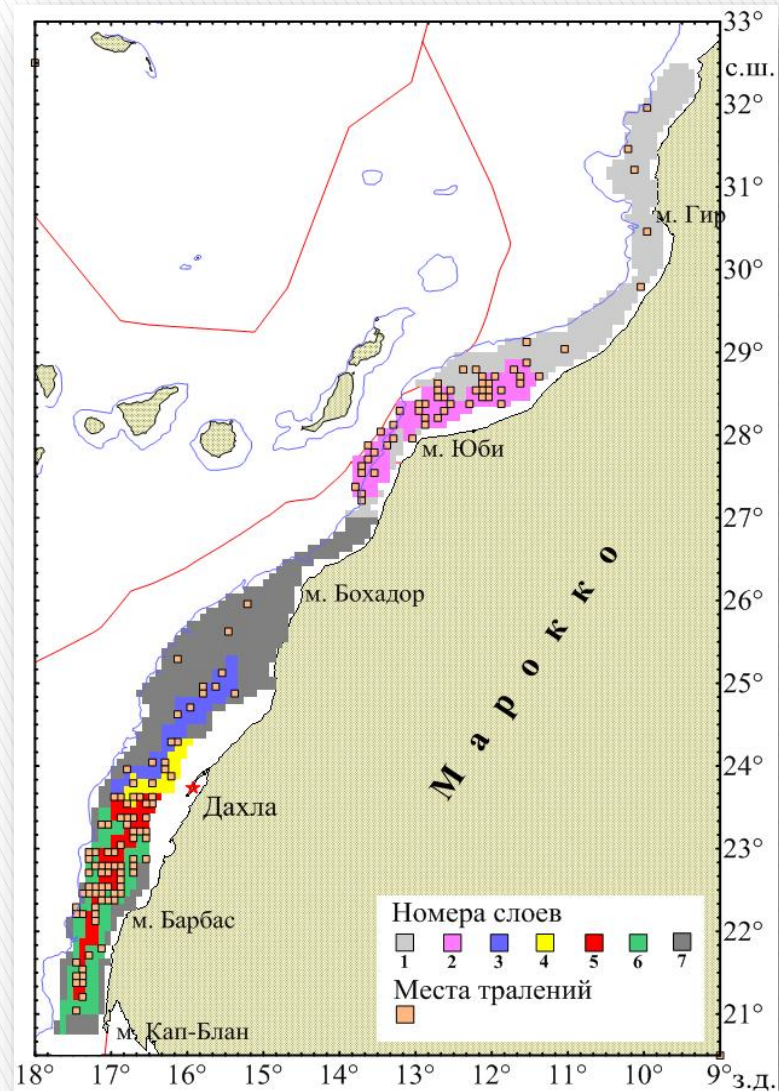 33°
с.ш.
32°
31°
м. Гир
30°
29°
28°
м. Юби
27°
м. Бохадор
26°
Марокко
25°
24°
Дахла
23°
м. Барбас
22°
21°
м. Кап-Блан
Номера слоев
1 2 3 4 5 6 7
Места тралений
18° 17° 16° 15° 14° 13° 12° 11° 10° 9° з.д.